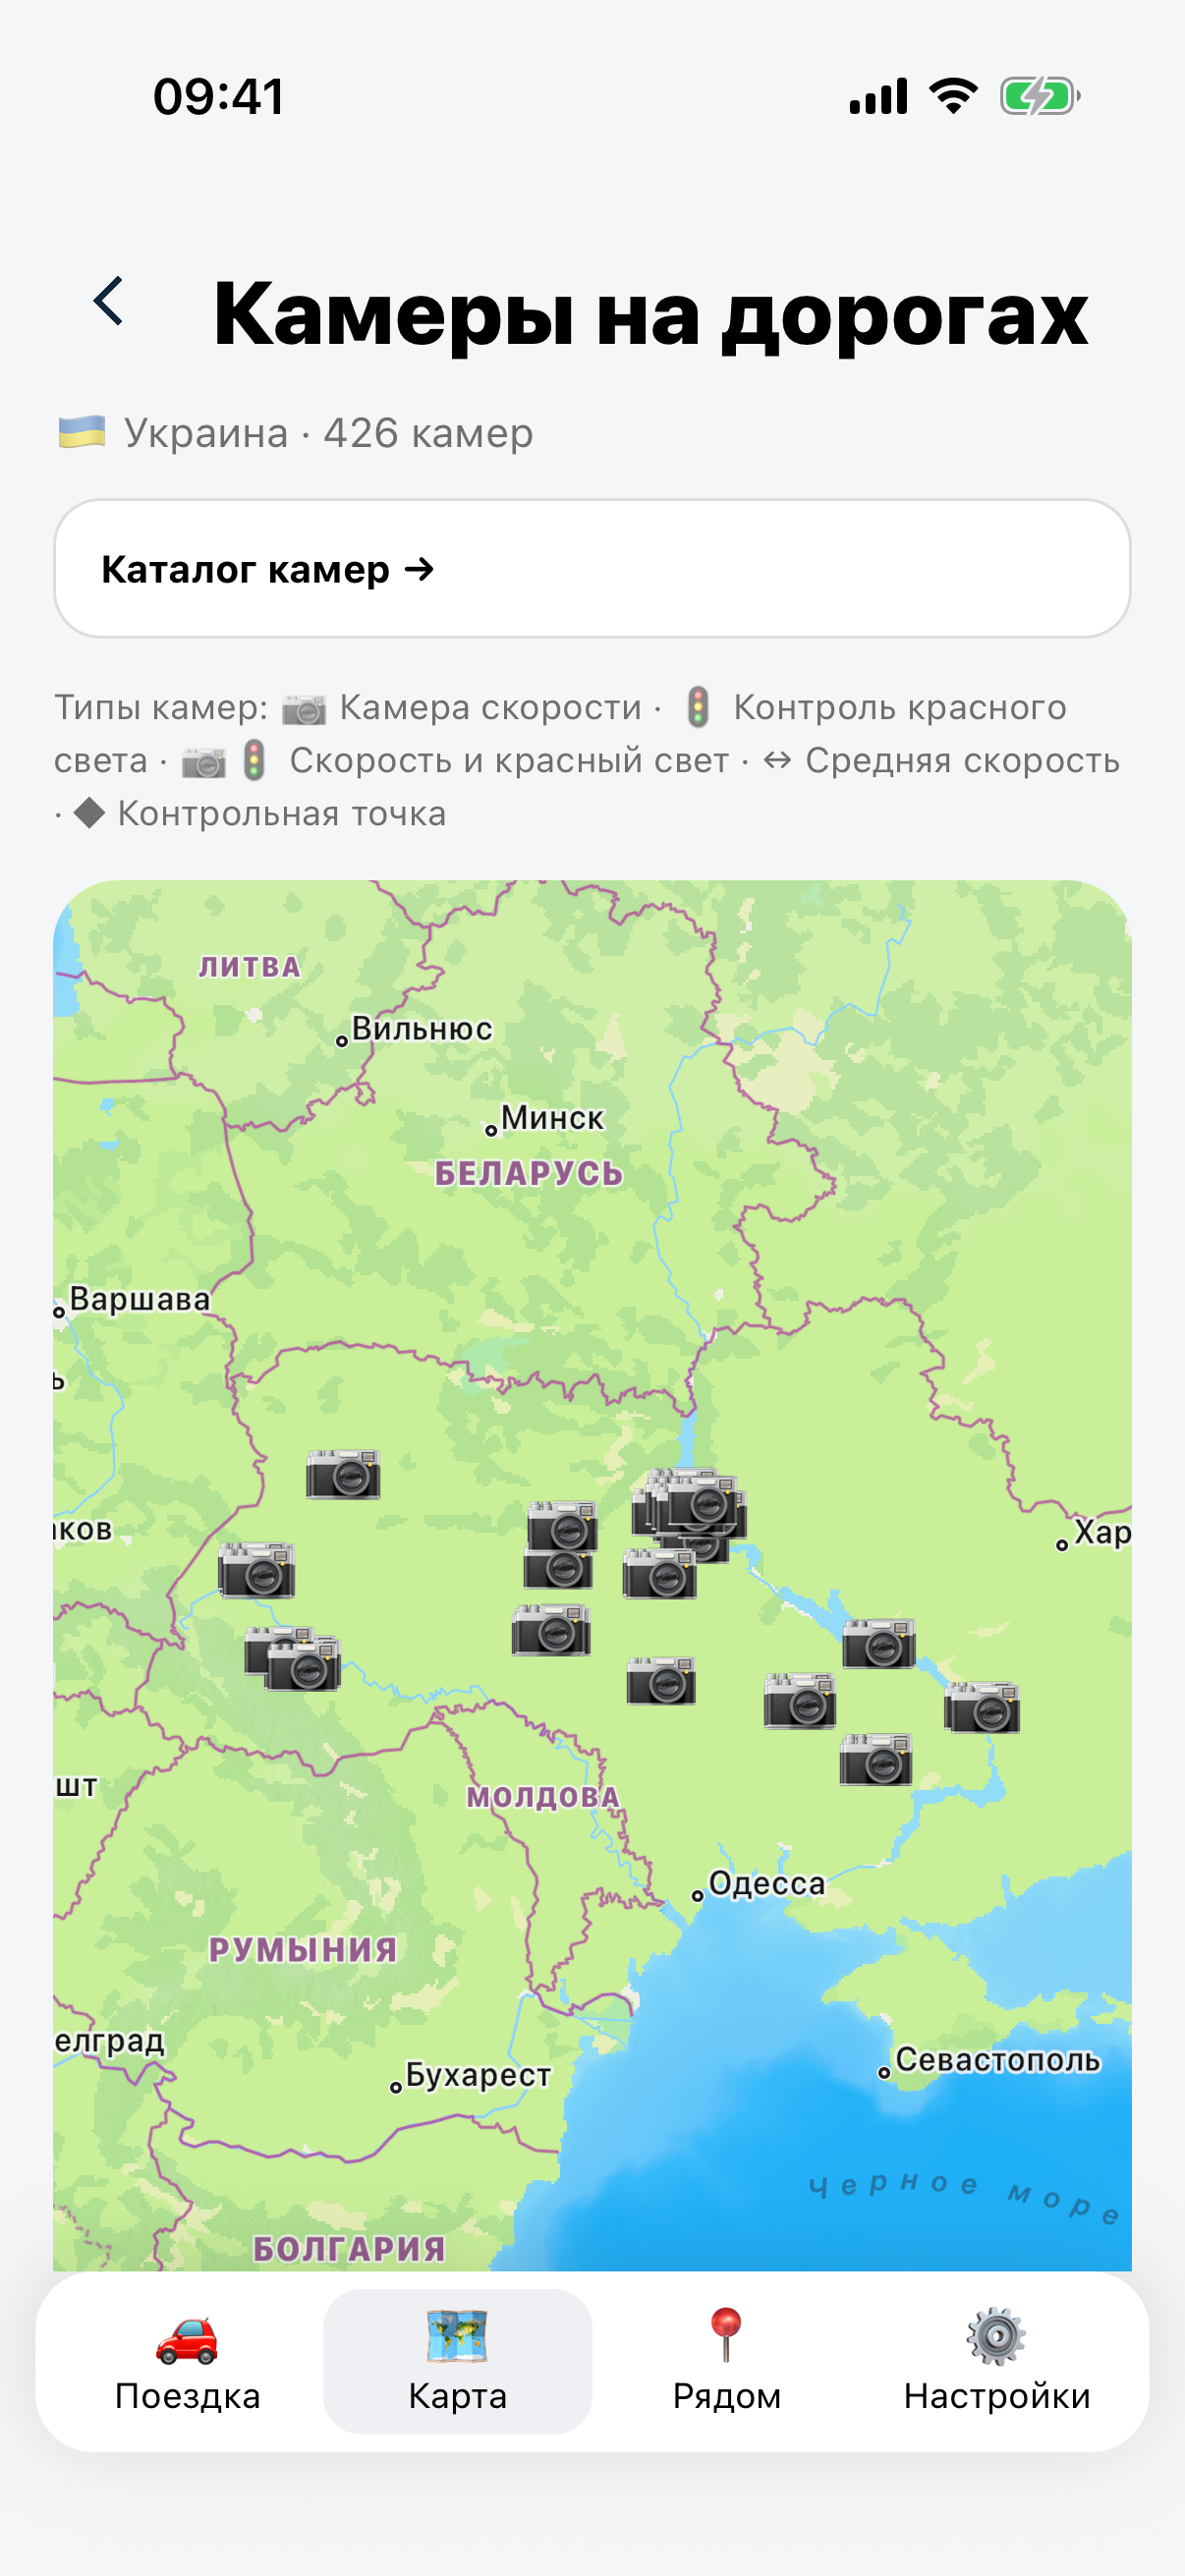 09:41
Камеры на дорогах
🇺🇦 Украина · 426 камер
Каталог камер →
Типы камер: 📷 Камера скорости · 🚦 Контроль красного
света · 📷🚦 Скорость и красный свет · ↔ Средняя скорость
· ◆ Контрольная точка
ЛИТВА
Вильнюс
Минск
БЕЛАРУСЬ
Варшава
ь
ков
Хар
шт
МОЛДОВА
Одесса
РУМЫНИЯ
елград
Бухарест
Севастополь
Черное море
БОЛГАРИЯ
Поездка
Карта
Рядом
Настройки